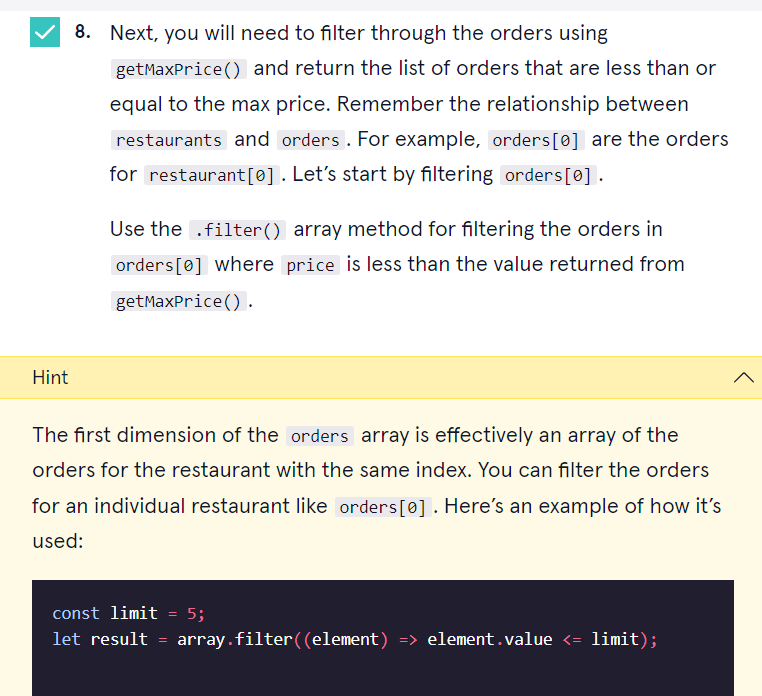 8. Next, you will need to filter through the orders using
getMaxPrice() and return the list of orders that are less than or
equal to the max price. Remember the relationship between
restaurants and orders. For example, orders[0] are the orders
for restaurant[0]. Let’s start by filtering orders[0].
Use the .filter() array method for filtering the orders in
orders[0] where price is less than the value returned from
getMaxPrice().
Hint
The first dimension of the orders array is effectively an array of the
orders for the restaurant with the same index. You can filter the orders
for an individual restaurant like orders[0]. Here’s an example of how it’s
used:
const limit = 5;
let result = array.filter((element) => element.value <= limit);